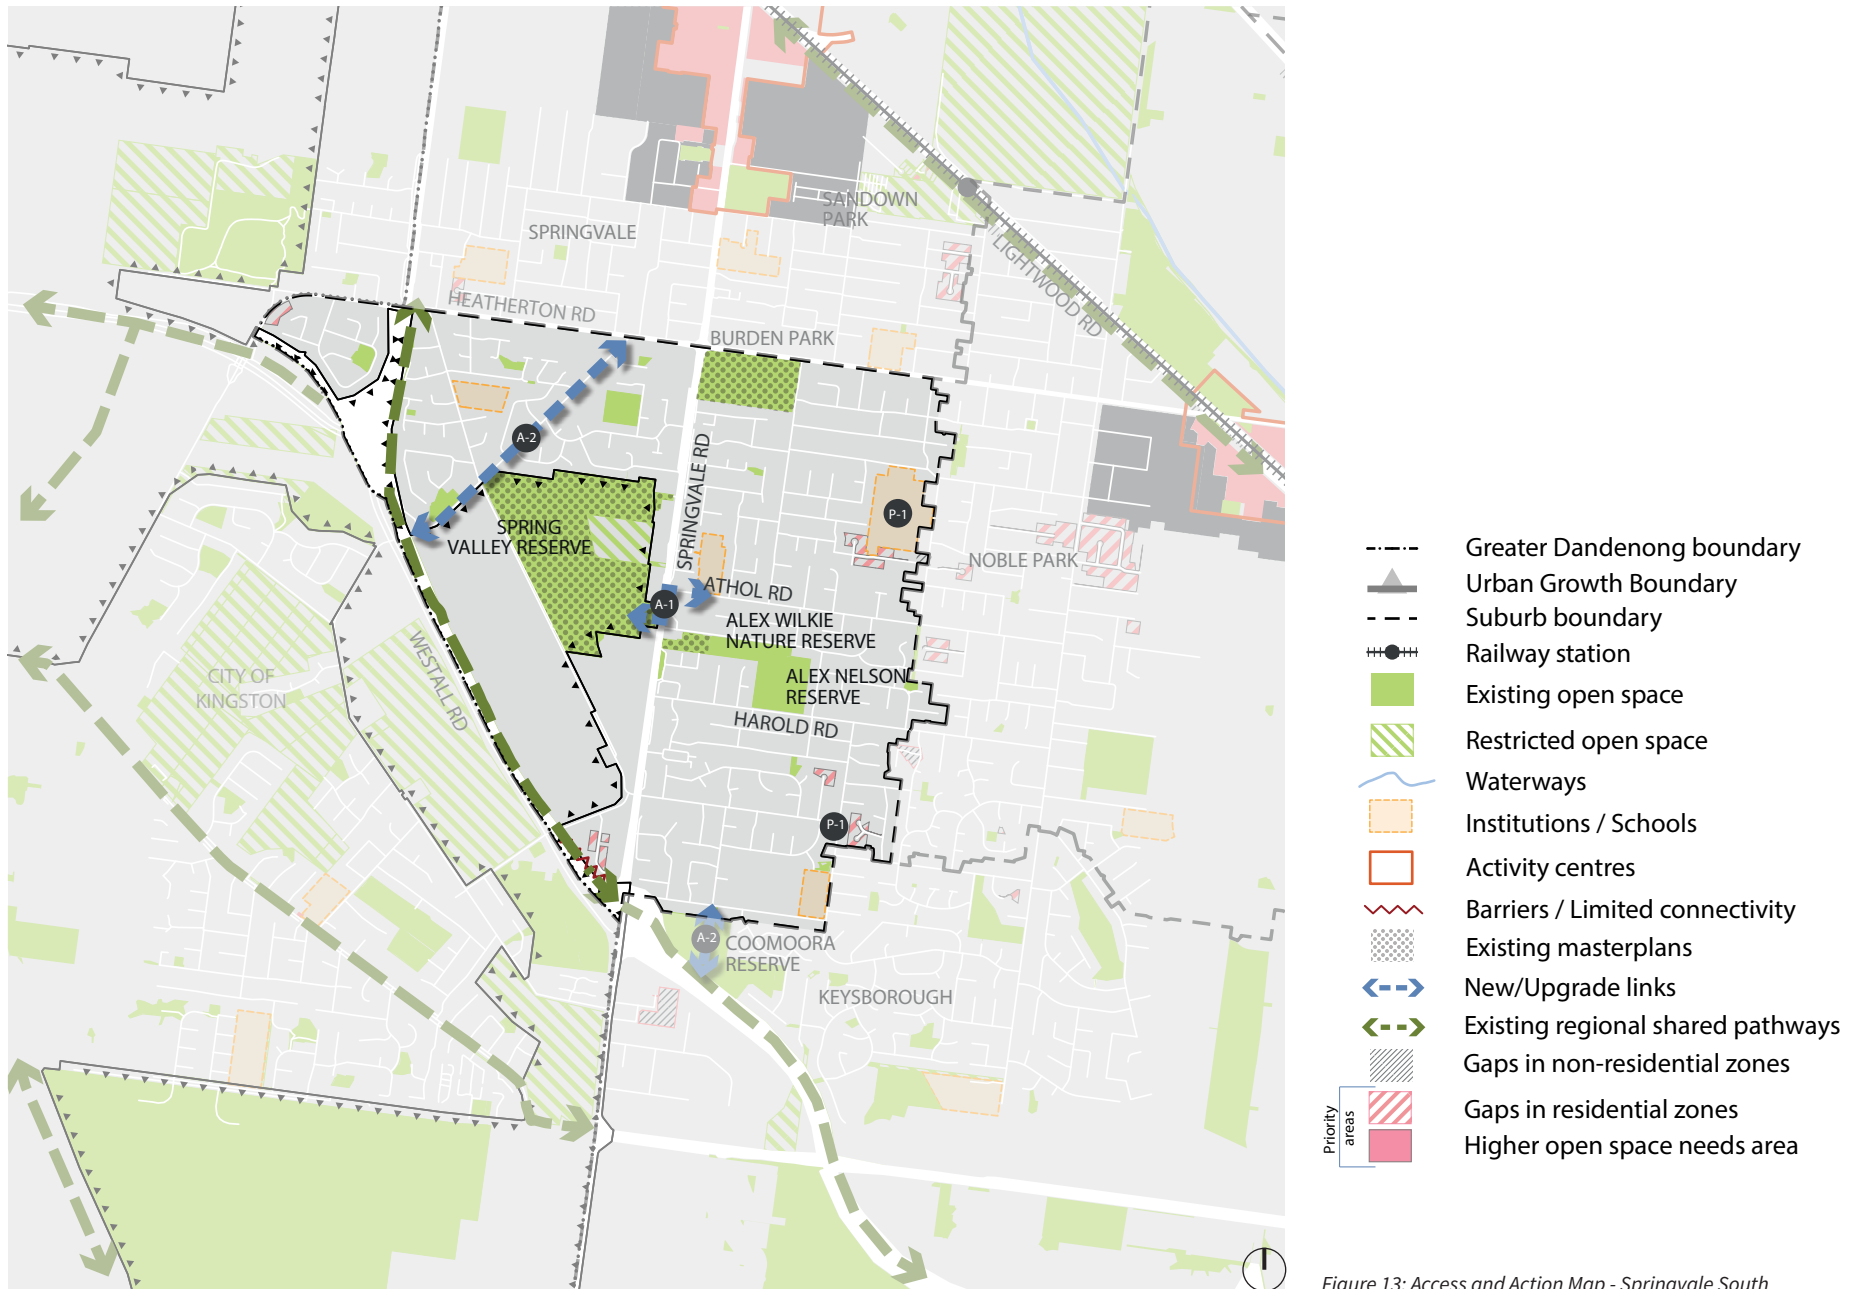 SANDOWN
PARK
SPRINGVALE
LIGHTWOOD RD
HEATHERTON RD
BURDEN PARK
A-2
SPRINGVALE RD
P-1
SPRING
VALLEY RESERVE
NOBLE PARK
ATHOL RD
A-1
ALEX WILKIE
NATURE RESERVE
CITY OF
KINGSTON
WESTALL RD
ALEX NELSON
RESERVE
HAROLD RD
P-1
A-2
COOMOORA
RESERVE
KEYSBOROUGH
Greater Dandenong boundary
Urban Growth Boundary
Suburb boundary
Railway station
Existing open space
Restricted open space
Waterways
Institutions / Schools
Activity centres
Barriers / Limited connectivity
Existing masterplans
New/Upgrade links
Existing regional shared pathways
Gaps in non-residential zones
Priority
areas
Gaps in residential zones
Higher open space needs area
Figure 13: Access and Action Map - Springvale South